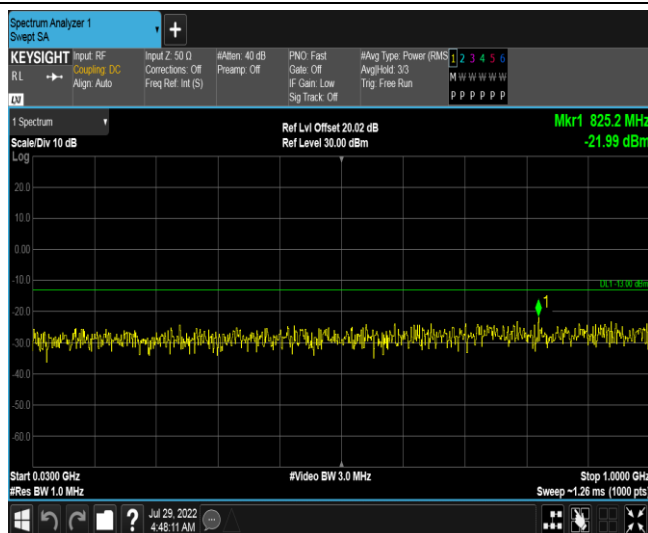 Spectrum Analyzer 1
Swept SA
+
KEYSIGHT
RL
Input: RF
Coupling: DC
Align: Auto
Input Z: 50 Ω
Corrections: Off
Freq Ref: Int (S)
#Atten: 40 dB
Preamp: Off
PNO: Fast
Gate: Off
IF Gain: Low
Sig Track: Off
#Avg Type: Power (RMS
Avg|Hold: 3/3
Trig: Free Run
1 2 3 4 5 6
M W W W W W
P P P P P P
LXI
1 Spectrum
Scale/Div 10 dB
Ref Lvl Offset 20.02 dB
Ref Level 30.00 dBm
Mkr1 825.2 MHz
-21.99 dBm
Log
20.0
10.0
0.00
-10.0
DL1 -13.00 dBm
1
-20.0
-30.0
-40.0
-50.0
-60.0
Start 0.0300 GHz
#Res BW 1.0 MHz
#Video BW 3.0 MHz
Stop 1.0000 GHz
Sweep ~1.26 ms (1000 pts)
?
Jul 29, 2022
4:48:11 AM